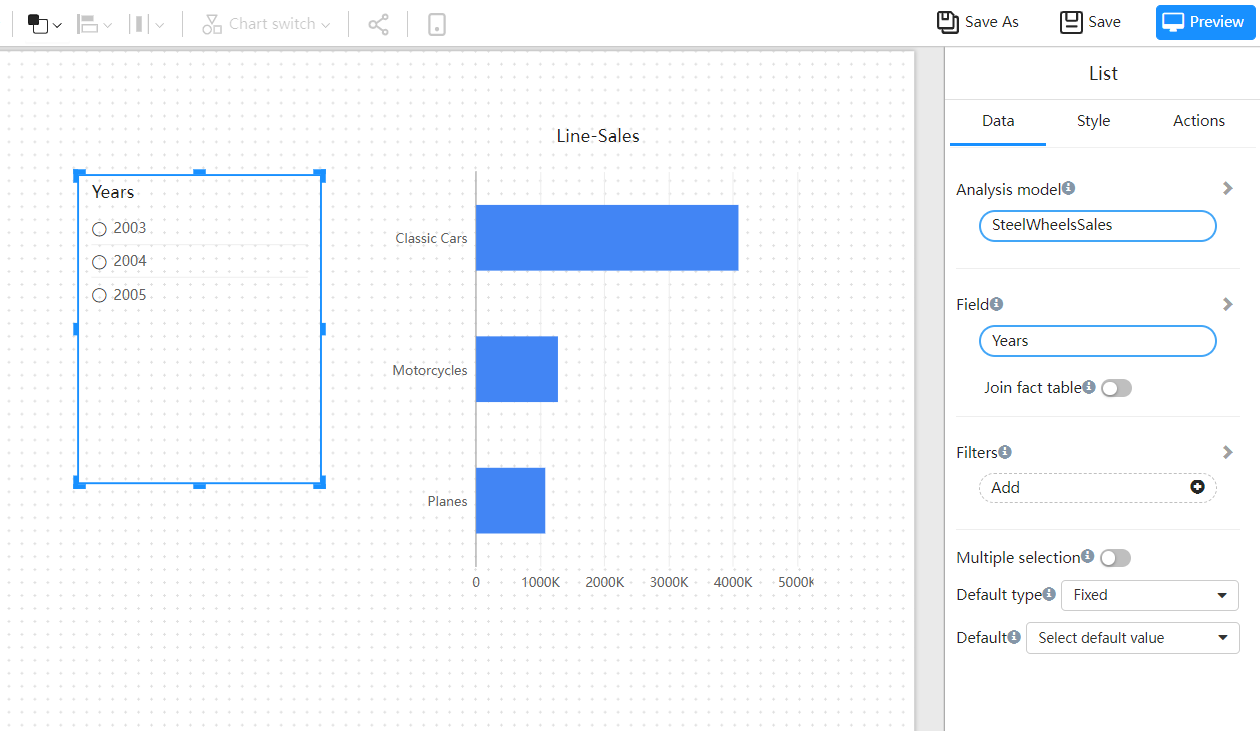 Chart switch
Save As
Save
Preview
Line-Sales
Years
2003
2004
2005
Classic Cars
Motorcycles
Planes
0 1000K 2000K 3000K 4000K 5000K
List
Data Style Actions
Analysis model
SteelWheelsSales
Field
Years
Join fact table
Filters
Add
Multiple selection
Default type Fixed
Default Select default value